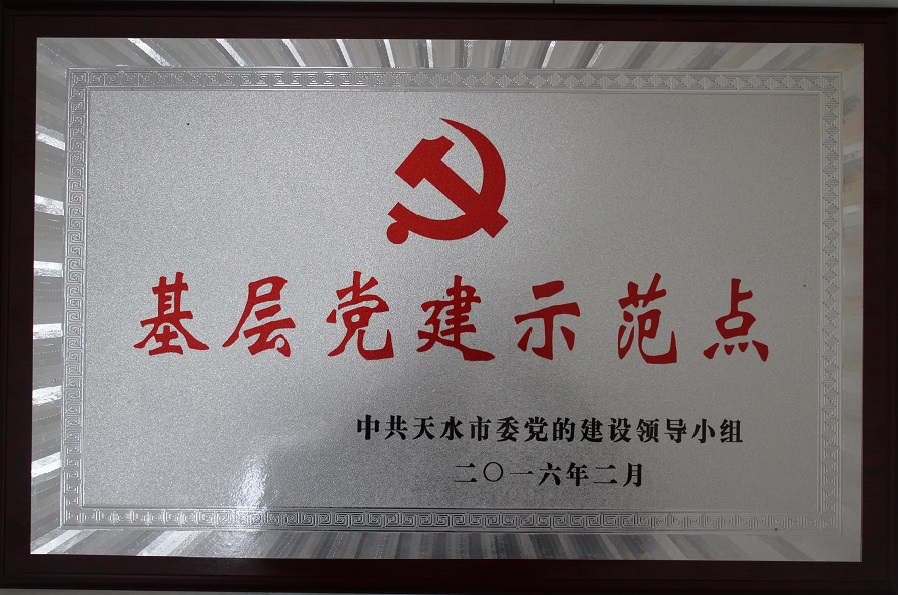 基层党建示范点
中共天水市委党的建设领导小组
二〇一六年二月